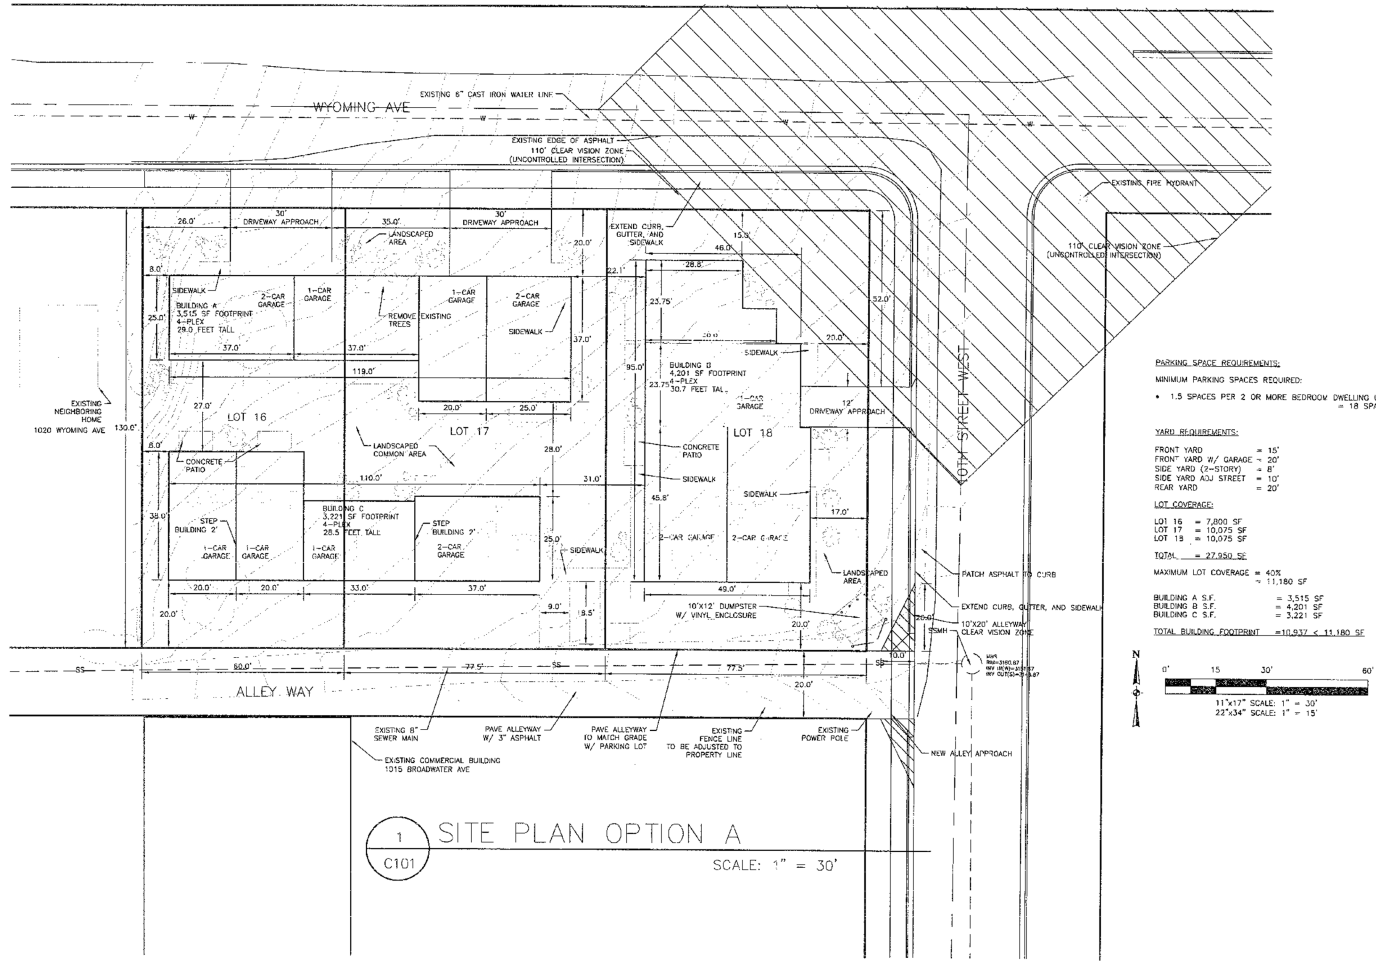 WYOMING AVE
EXISTING 6" CAST IRON WATER LINE
W
W
W
W
EXISTING EDGE OF ASPHALT
110' CLEAR VISION ZONE
(UNCONTROLLED INTERSECTION)
EXISTING FIRE HYDRANT
110' CLEAR VISION ZONE
(UNCONTROLLED INTERSECTION)
EXTEND CURB,
GUTTER, AND
SIDEWALK
26.0'
30'
DRIVEWAY APPROACH
35.0'
30'
DRIVEWAY APPROACH
LANDSCAPED
AREA
20.0'
22.1'
15.0'
46.0'
28.8'
52.0'
8.0'
SIDEWALK
BUILDING A
3,515 SF FOOTPRINT
4-PLEX
29.0 FEET TALL
2-CAR
GARAGE
1-CAR
GARAGE
REMOVE EXISTING
TREES
1-CAR
GARAGE
2-CAR
GARAGE
SIDEWALK
25.0'
37.0'
37.0'
37.0'
119.0'
23.75'
20.0'
95.0'
23.75'
SIDEWALK
BUILDING B
4,201 SF FOOTPRINT
4-PLEX
30.7 FEET TALL
1-CAR
GARAGE
12'
DRIVEWAY APPROACH
10TH STREET WEST
EXISTING
NEIGHBORING
HOME
1020 WYOMING AVE
130.0'
27.0'
LOT 16
20.0'
25.0'
LOT 17
LOT 18
LANDSCAPED
COMMON AREA
28.0'
CONCRETE
PATIO
CONCRETE
PATIO
SIDEWALK
110.0'
31.0'
SIDEWALK
45.8'
17.0'
38.0'
STEP
BUILDING 2'
BUILDING C
3,221 SF FOOTPRINT
4-PLEX
28.5 FEET TALL
STEP
BUILDING 2'
1-CAR
GARAGE
1-CAR
GARAGE
1-CAR
GARAGE
2-CAR
GARAGE
25.0'
SIDEWALK
2-CAR GARAGE
2-CAR GARAGE
LANDSCAPED
AREA
PATCH ASPHALT TO CURB
20.0'
20.0'
33.0'
37.0'
49.0'
20.0'
9.0'
10'X12' DUMPSTER
W/ VINYL ENCLOSURE
20.0'
EXTEND CURB, GUTTER, AND SIDEWALK
10'X20' ALLEYWAY
CLEAR VISION ZONE
20.0'
SSMH
10.0'
SS
60.0'
77.5'
SS
77.5'
SS
20.0'
ALLEY WAY
EXISTING 8"
SEWER MAIN
PAVE ALLEYWAY
W/ 3" ASPHALT
PAVE ALLEYWAY
TO MATCH GRADE
W/ PARKING LOT
EXISTING
FENCE LINE
TO BE ADJUSTED TO
PROPERTY LINE
EXISTING
POWER POLE
NEW ALLEY APPROACH
EXISTING COMMERCIAL BUILDING
1015 BROADWATER AVE
1
C101
SITE PLAN OPTION A
SCALE: 1" = 30'
PARKING SPACE REQUIREMENTS:
MINIMUM PARKING SPACES REQUIRED:
• 1.5 SPACES PER 2 OR MORE BEDROOM DWELLING
= 18
YARD REQUIREMENTS:
FRONT YARD = 15'
FRONT YARD W/ GARAGE = 20'
SIDE YARD (2-STORY) = 8'
SIDE YARD ADJ STREET = 10'
REAR YARD = 20'
LOT COVERAGE:
LOT 16 = 7,800 SF
LOT 17 = 10,075 SF
LOT 18 = 10,075 SF
TOTAL = 27,950 SF
MAXIMUM LOT COVERAGE = 40%
= 11,180 SF
BUILDING A S.F. = 3,515 SF
BUILDING B S.F. = 4,201 SF
BUILDING C S.F. = 3,221 SF
TOTAL BUILDING FOOTPRINT =10,937 < 11,180 SF
N
0' 15 30' 60'
11"x17" SCALE: 1" = 30'
22"x34" SCALE: 1" = 15'